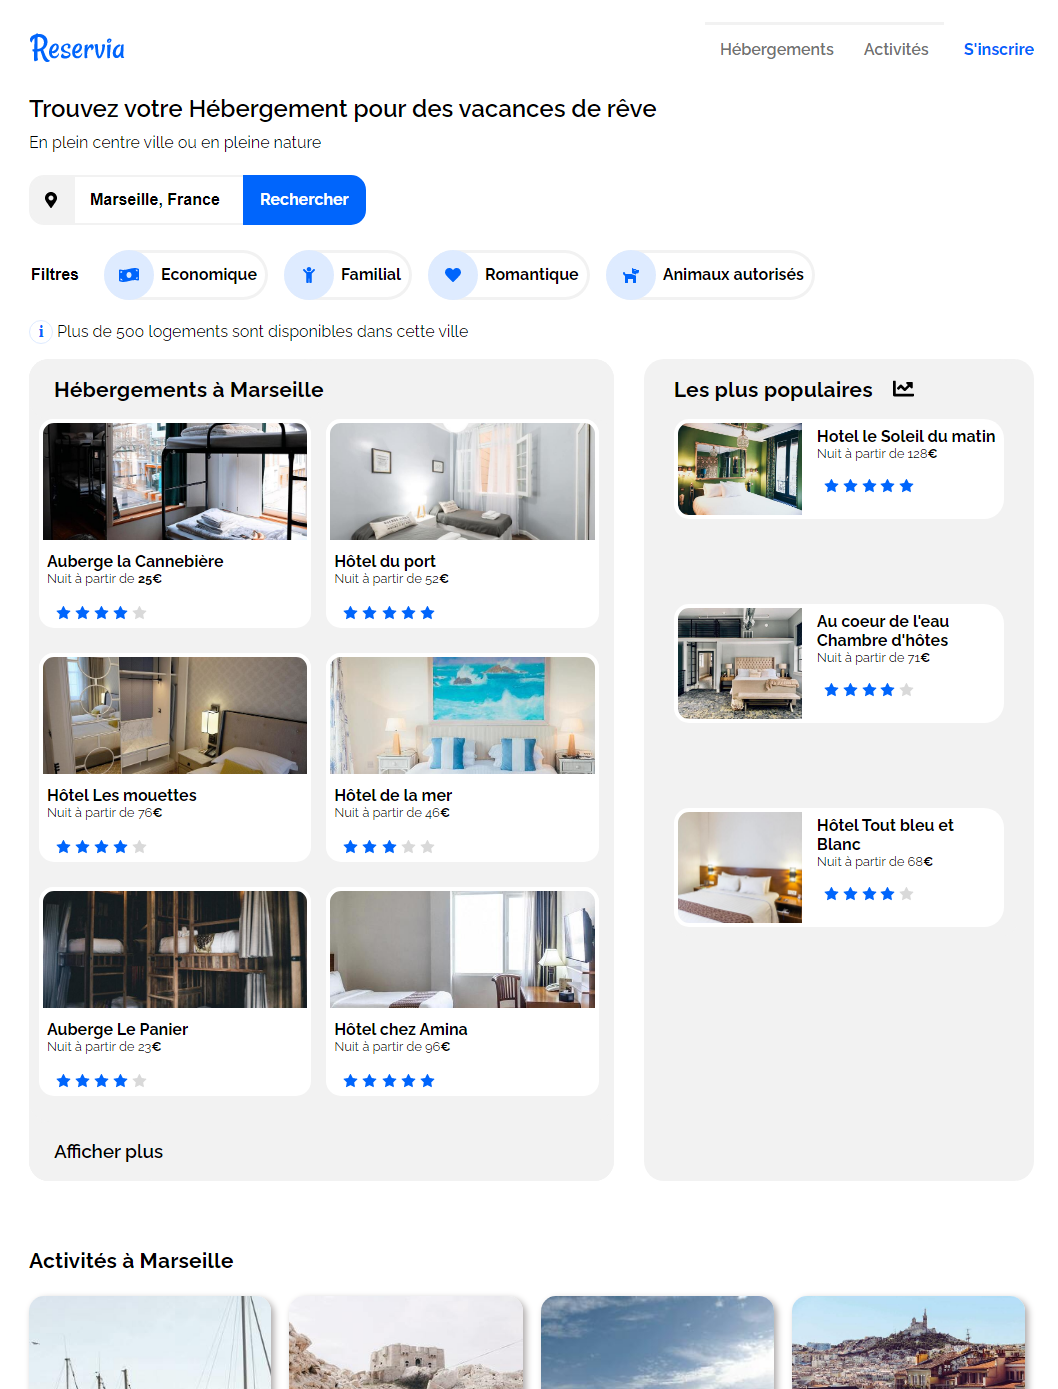 Reservia
Hébergements
Activités
S'inscrire
Trouvez votre Hébergement pour des vacances de rêve
En plein centre ville ou en pleine nature
Marseille, France
Rechercher
Filtres
Economique
Familial
Romantique
Animaux autorisés
i Plus de 500 logements sont disponibles dans cette ville
Hébergements à Marseille
Auberge la Cannebière
Nuit à partir de 25€
Hôtel du port
Nuit à partir de 52€
Hôtel Les mouettes
Nuit à partir de 76€
Hôtel de la mer
Nuit à partir de 46€
Auberge Le Panier
Nuit à partir de 23€
Hôtel chez Amina
Nuit à partir de 96€
Afficher plus
Les plus populaires
Hotel le Soleil du matin
Nuit à partir de 128€
Au coeur de l'eau
Chambre d'hôtes
Nuit à partir de 71€
Hôtel Tout bleu et
Blanc
Nuit à partir de 68€
Activités à Marseille